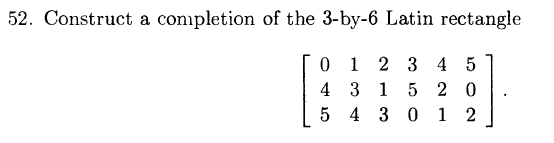 52. Construct a completion of the 3-by-6 Latin rectangle
0 1 2 3 4 5
4 3 1 5 2 0
5 4 3 0 1 2
.